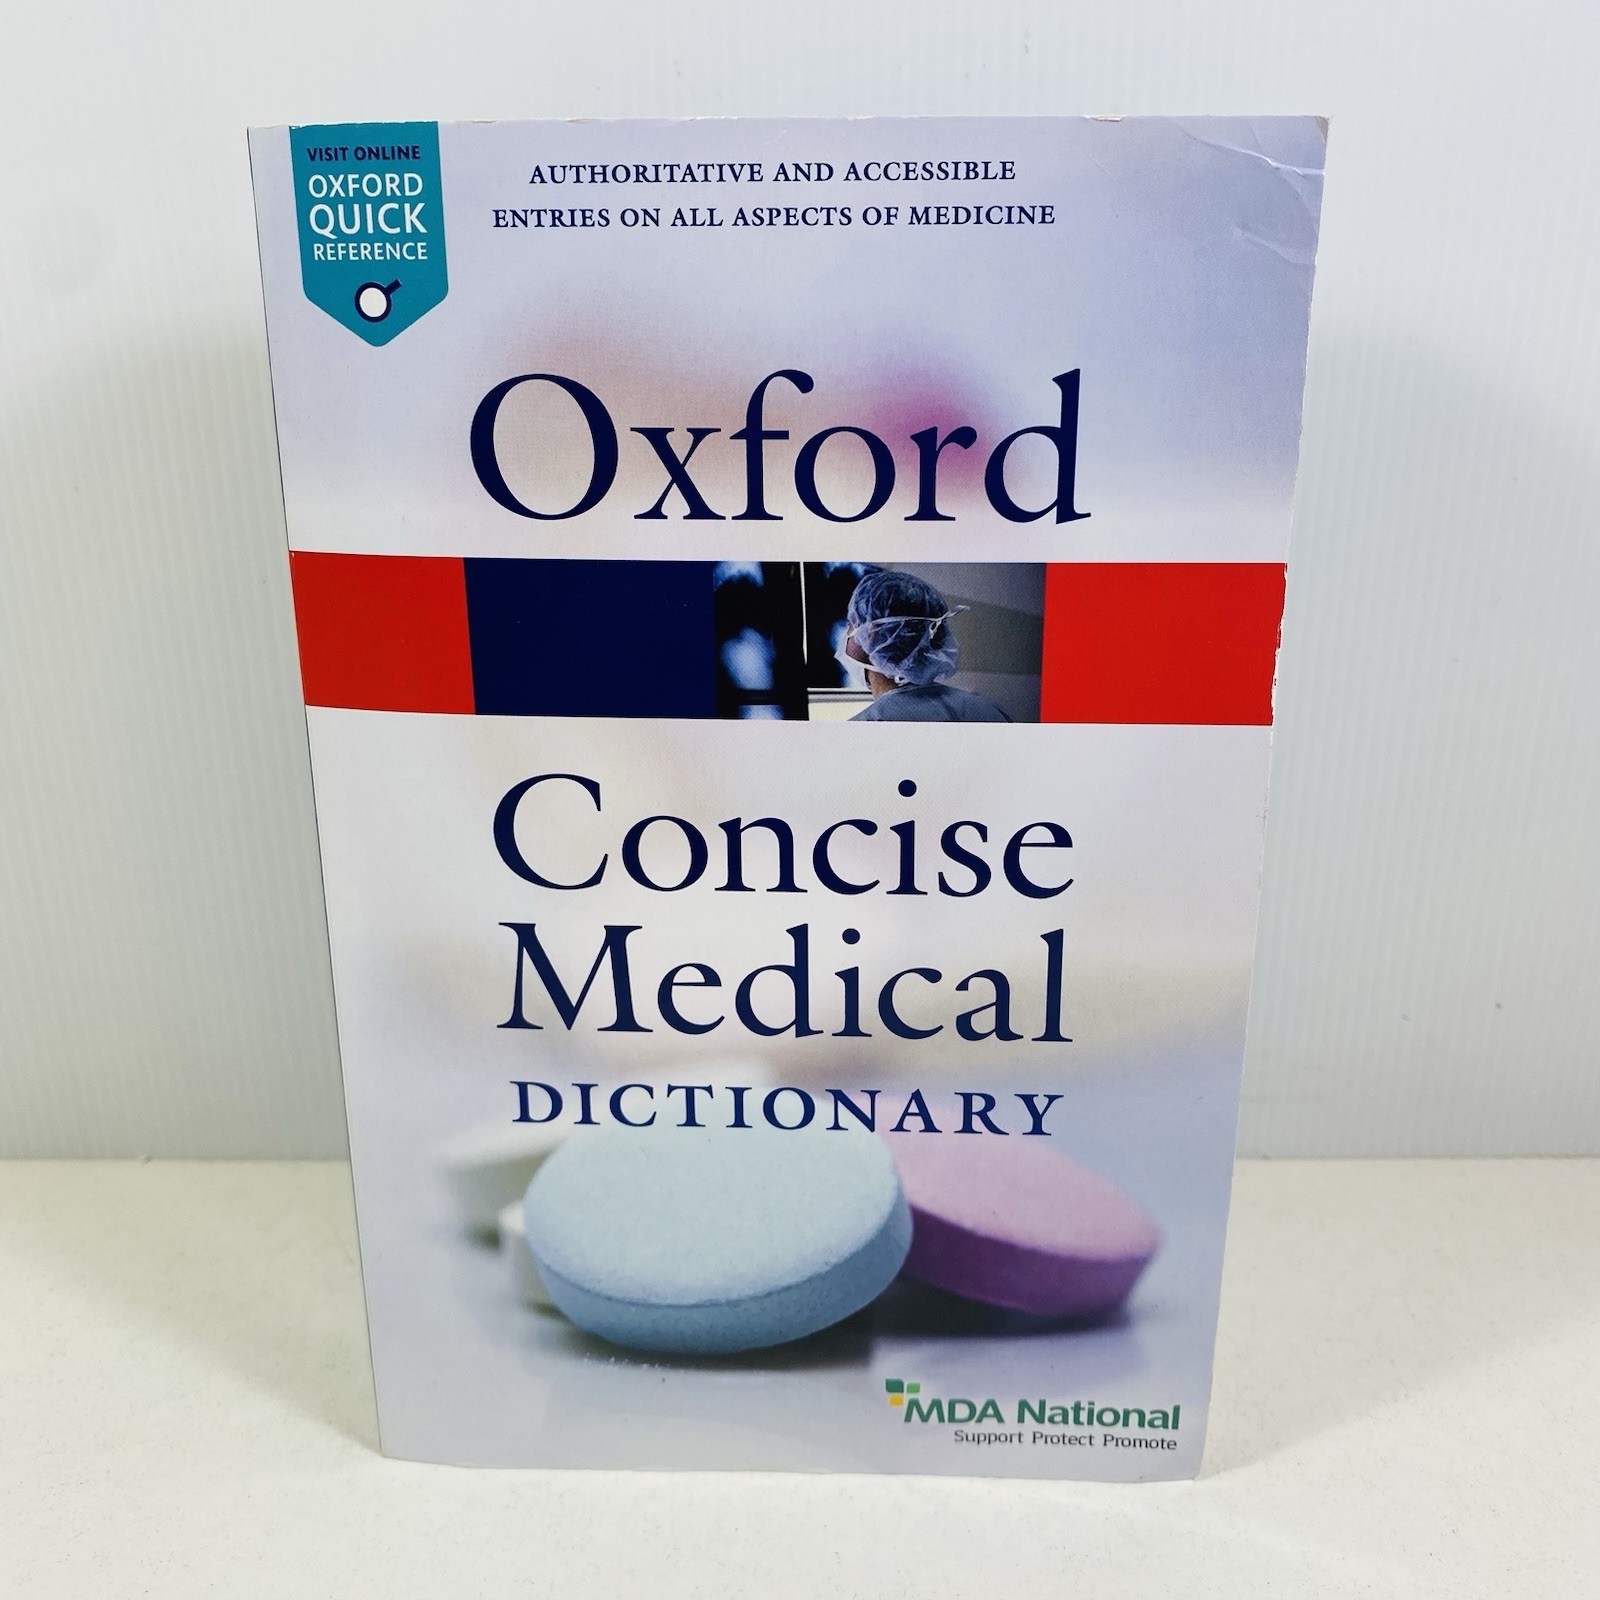 VISIT ONLINE
OXFORD
QUICK
REFERENCE
AUTHORITATIVE AND ACCESSIBLE
ENTRIES ON ALL ASPECTS OF MEDICINE
Oxford
Concise
Medical
DICTIONARY
MDA National
Support Protect Promote